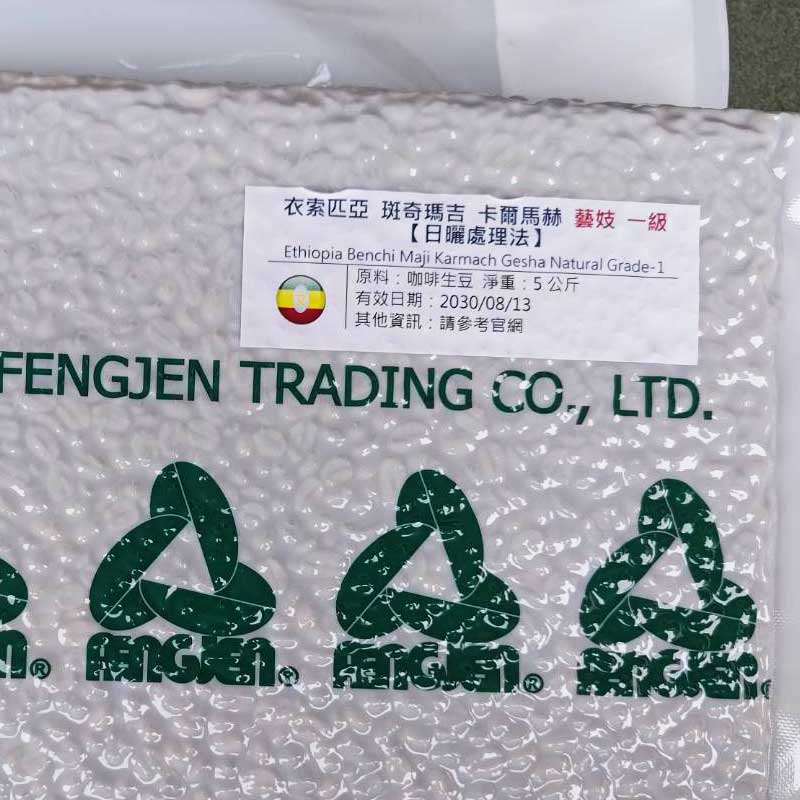 衣索匹亞 斑奇瑪吉 卡爾馬赫 藝妓 一級
【日曬處理法】
Ethiopia Benchi Maji Karmach Gesha Natural Grade-1
原料：咖啡生豆 淨重：5 公斤
有效日期：2030/08/13
其他資訊：請參考官網
FENGJEN TRADING CO., LTD.
N® FENGJEN® FENGJEN® FENGJEN®